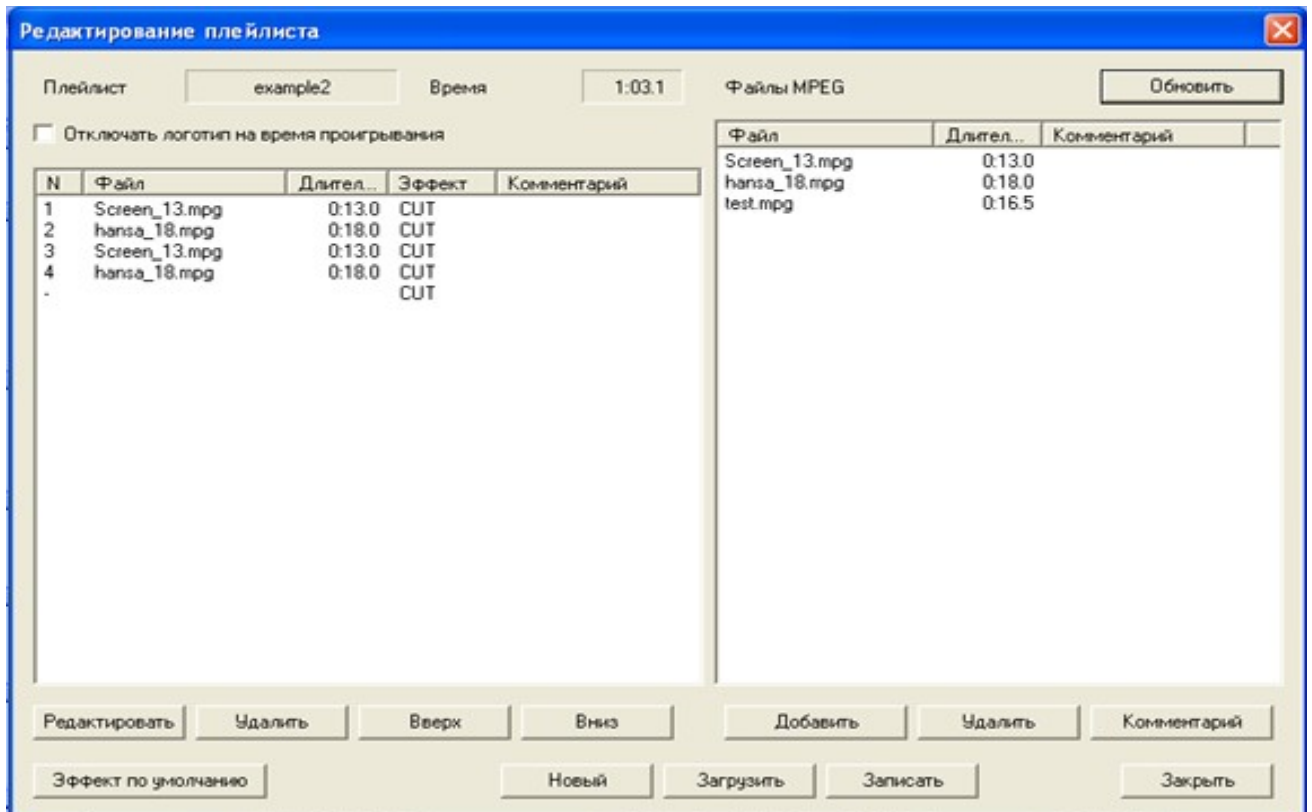 Редактирование плейлиста
Плейлист example2 Время 1:03.1 Файлы MPEG Обновить
Отключать логотип на время проигрывания
N Файл Длител... Эффект Комментарий
1 Screen_13.mpg 0:13.0 CUT
2 hansa_18.mpg 0:18.0 CUT
3 Screen_13.mpg 0:13.0 CUT
4 hansa_18.mpg 0:18.0 CUT
- CUT
Файл Длител... Комментарий
Screen_13.mpg 0:13.0
hansa_18.mpg 0:18.0
test.mpg 0:16.5
Редактировать Удалить Вверх Вниз Добавить Удалить Комментарий
Эффект по умолчанию Новый Загрузить Записать Закрыть